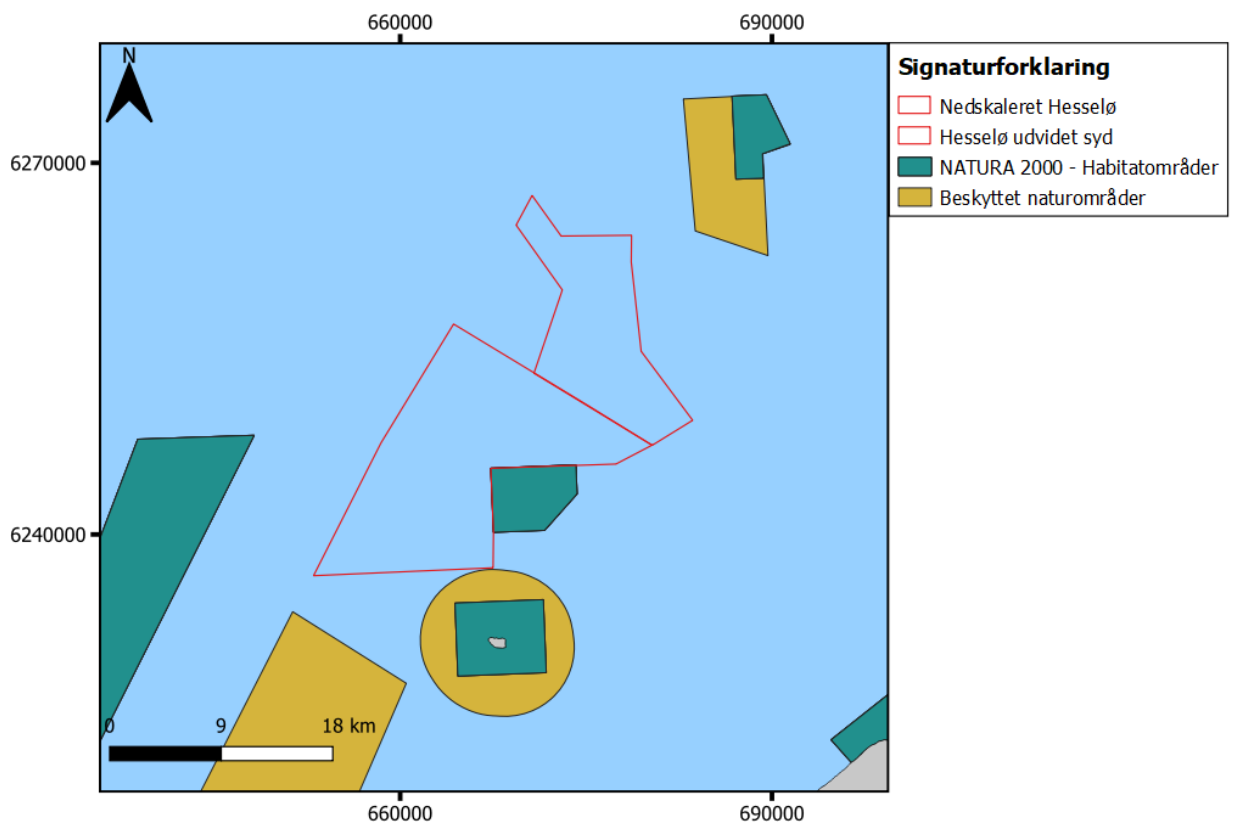 660000
690000
N
Signaturforklaring
Nedskaleret Hesselø
Hesselø udvidet syd
NATURA 2000 - Habitatområder
Beskyttet naturområder
6270000
6240000
0 9 18 km
660000
690000